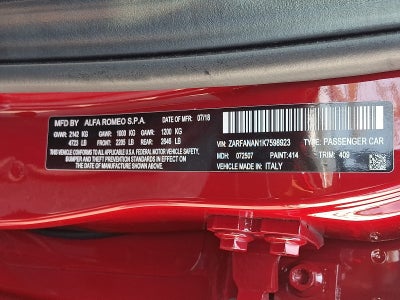 MFD BY ALFA ROMEO S.P.A. 07/18
GVWR: 2142 KG GAWR: 1000 KG GAWR: 1200 KG
4723 LB FRONT: 2205 LB REAR: 2646 LB
THIS VEHICLE CONFORMS TO ALL APPLICABLE U.S.A. FEDERAL MOTOR VEHICLE
SAFETY, BUMPER AND THEFT PREVENTION STANDARDS IN
EFFECT ON THE DATE OF MANUFACTURE SHOWN ABOVE
VIN: ZARFANAN1K7598923 TYPE: PASSENGER CAR
MDH: 072507 PAINT: 414 TRIM: 409
VEHICLE MADE IN: ITALY